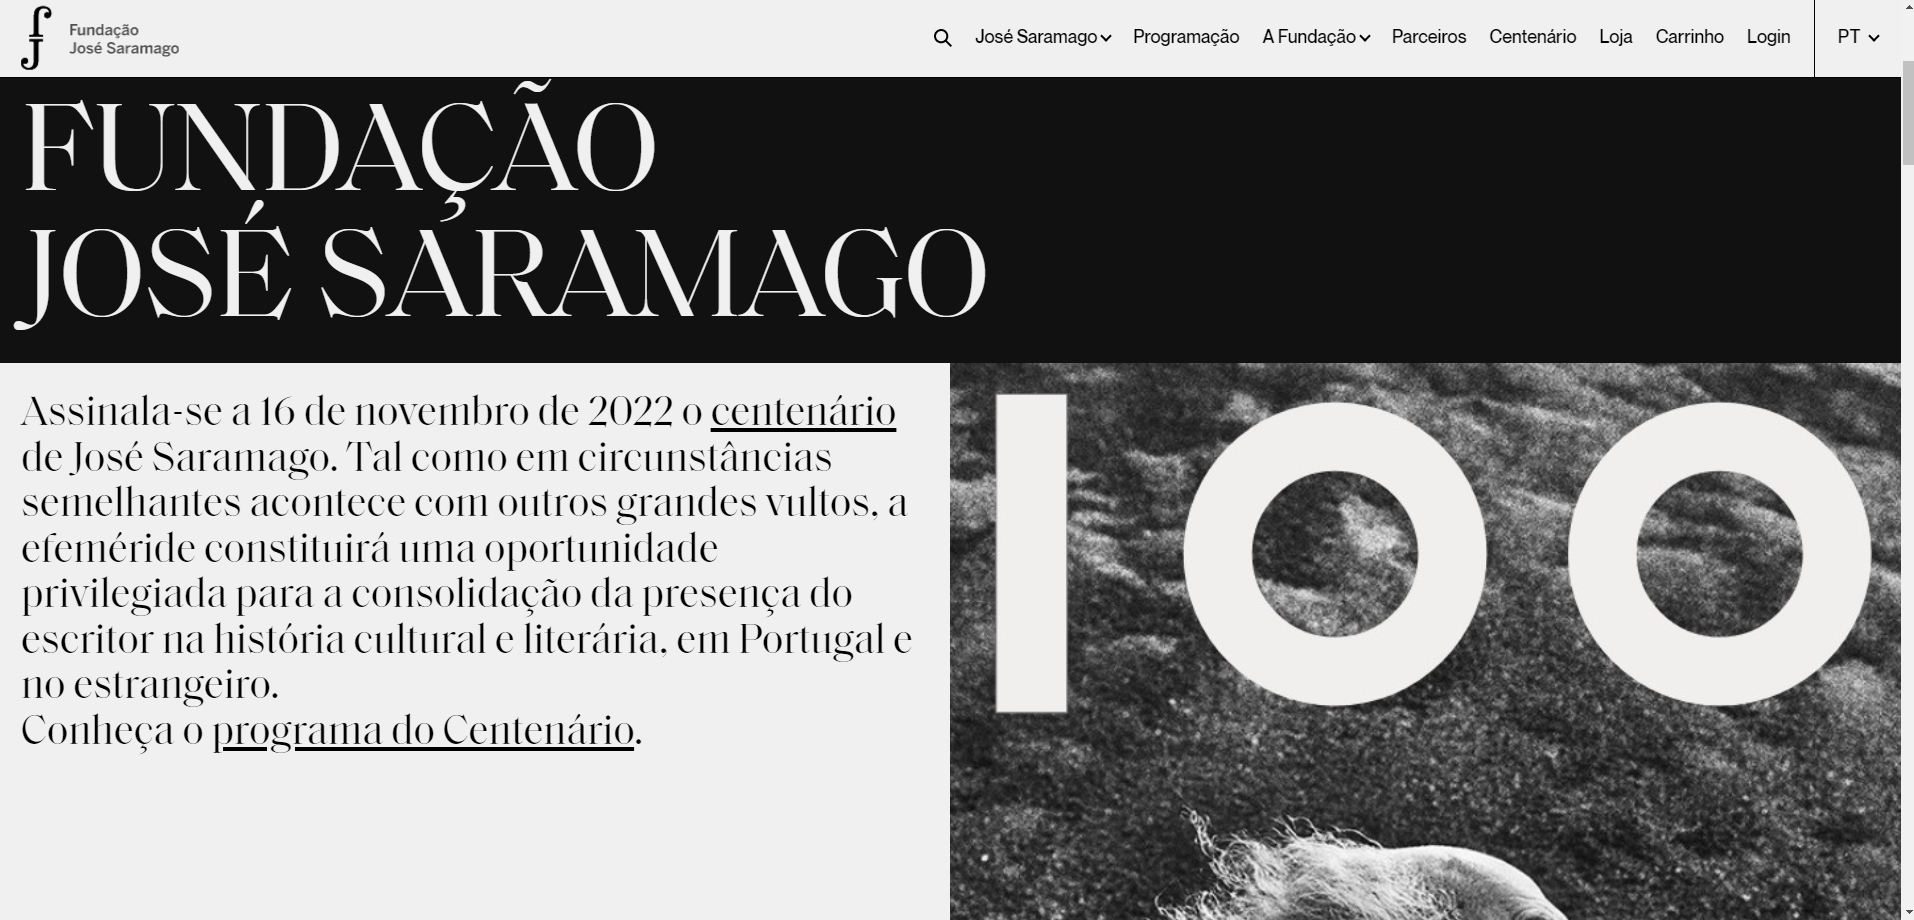 Fundação
José Saramago
José Saramago Programação A Fundação Parceiros Centenário Loja Carrinho Login PT
FUNDAÇÃO
JOSÉ SARAMAGO
Assinala-se a 16 de novembro de 2022 o centenário
de José Saramago. Tal como em circunstâncias
semelhantes acontece com outros grandes vultos, a
efeméride constituirá uma oportunidade
privilegiada para a consolidação da presença do
escritor na história cultural e literária, em Portugal e
no estrangeiro.
Conheça o programa do Centenário.
100